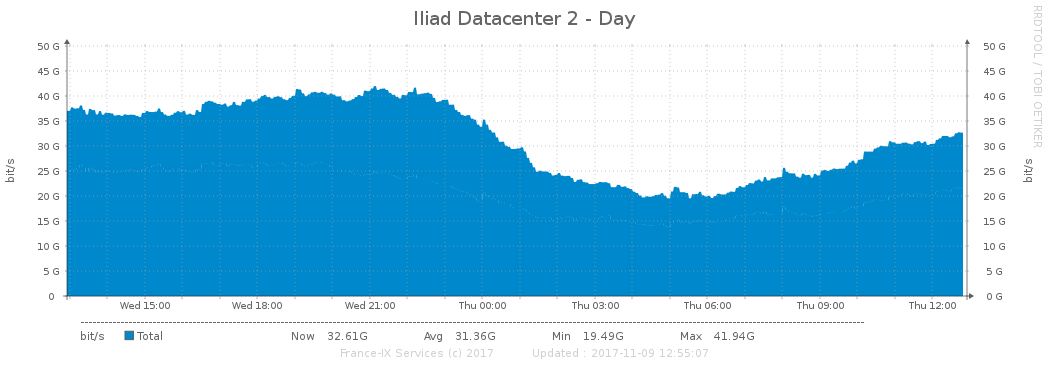 Iliad Datacenter 2 - Day
RRDTOOL / TOBI OETIKER
50 G 50 G
45 G 45 G
40 G 40 G
35 G 35 G
30 G 30 G
25 G 25 G
20 G 20 G
15 G 15 G
10 G 10 G
5 G 5 G
0 0 G
bit/s bit/s
Wed 15:00 Wed 18:00 Wed 21:00 Thu 00:00 Thu 03:00 Thu 06:00 Thu 09:00 Thu 12:00
bit/s Total Now 32.61G Avg 31.36G Min 19.49G Max 41.94G
France-IX Services (c) 2017 Updated : 2017-11-09 12:55:07